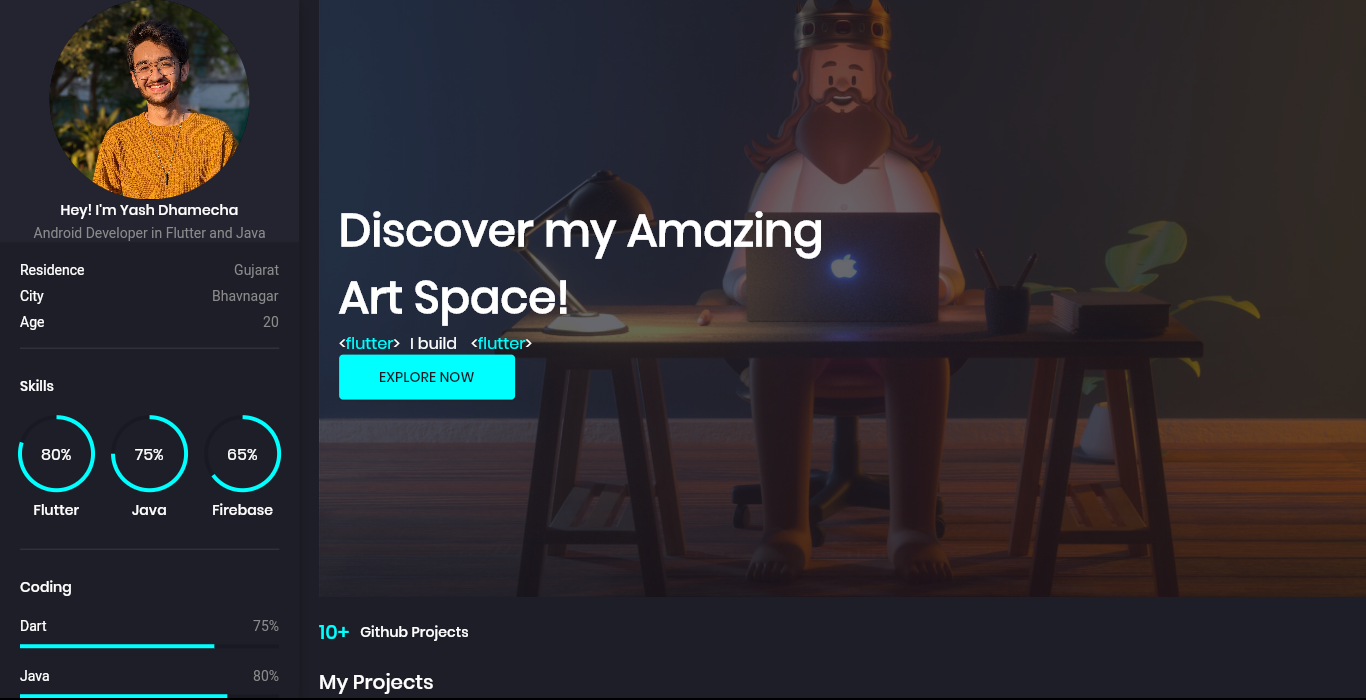 Hey! I'm Yash Dhamecha
Android Developer in Flutter and Java
Residence Gujarat
City Bhavnagar
Age 20
Skills
80% 75% 65%
Flutter Java Firebase
Coding
Dart 75%
Java 80%
Discover my Amazing
Art Space!
<flutter> I build <flutter>
EXPLORE NOW
10+ Github Projects
My Projects